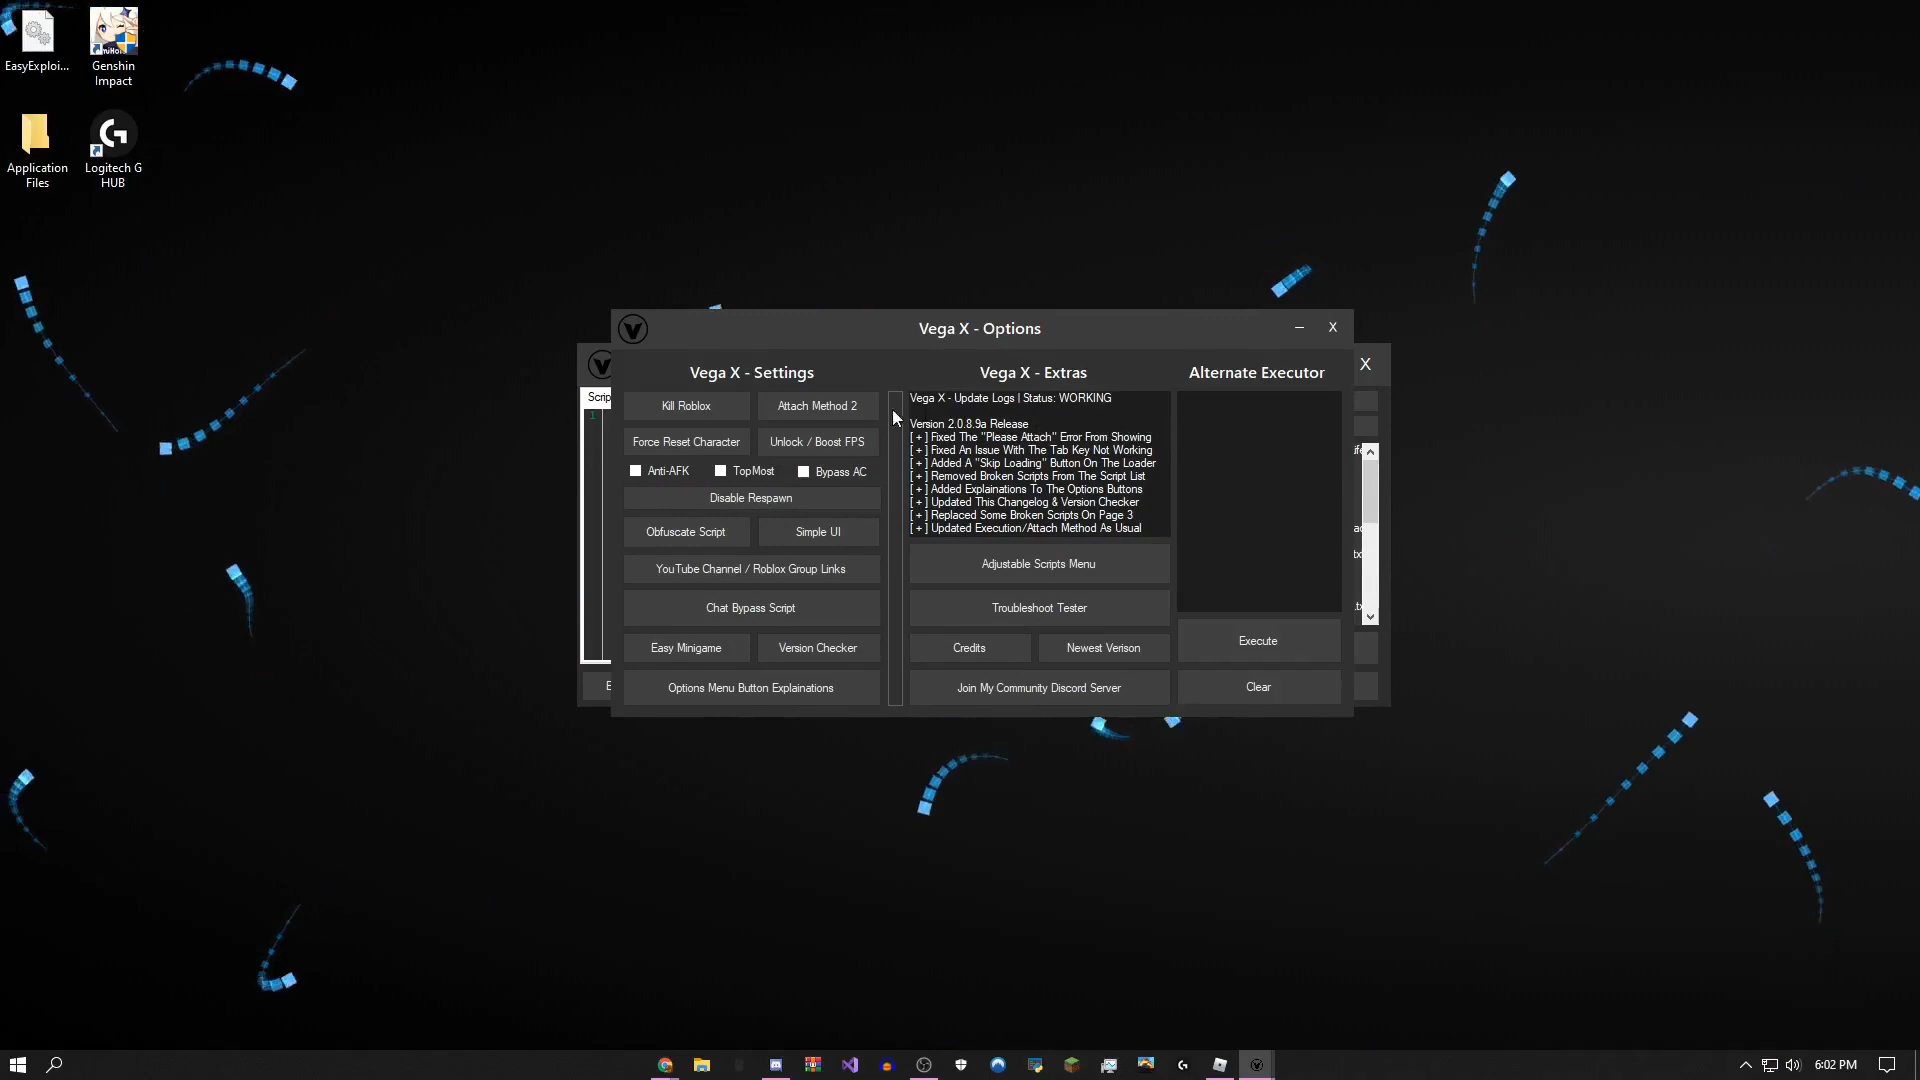 EasyExploi...
Genshin
Impact
Application
Files
Logitech G
HUB
Vega X - Options
X
X
Vega X - Settings
Vega X - Extras
Alternate Executor
Scrip
1
Kill Roblox
Attach Method 2
Force Reset Character
Unlock / Boost FPS
Anti-AFK
TopMost
Bypass AC
Disable Respawn
Obfuscate Script
Simple UI
YouTube Channel / Roblox Group Links
Chat Bypass Script
Easy Minigame
Version Checker
Options Menu Button Explainations
Vega X - Update Logs | Status: WORKING
Version 2.0.8.9a Release
[ + ] Fixed The "Please Attach" Error From Showing
[ + ] Fixed An Issue With The Tab Key Not Working
[ + ] Added A "Skip Loading" Button On The Loader
[ + ] Removed Broken Scripts From The Script List
[ + ] Added Explainations To The Options Buttons
[ + ] Updated This Changelog & Version Checker
[ + ] Replaced Some Broken Scripts On Page 3
[ + ] Updated Execution/Attach Method As Usual
Adjustable Scripts Menu
Troubleshoot Tester
Credits
Newest Verison
Join My Community Discord Server
Execute
Clear
6:02 PM